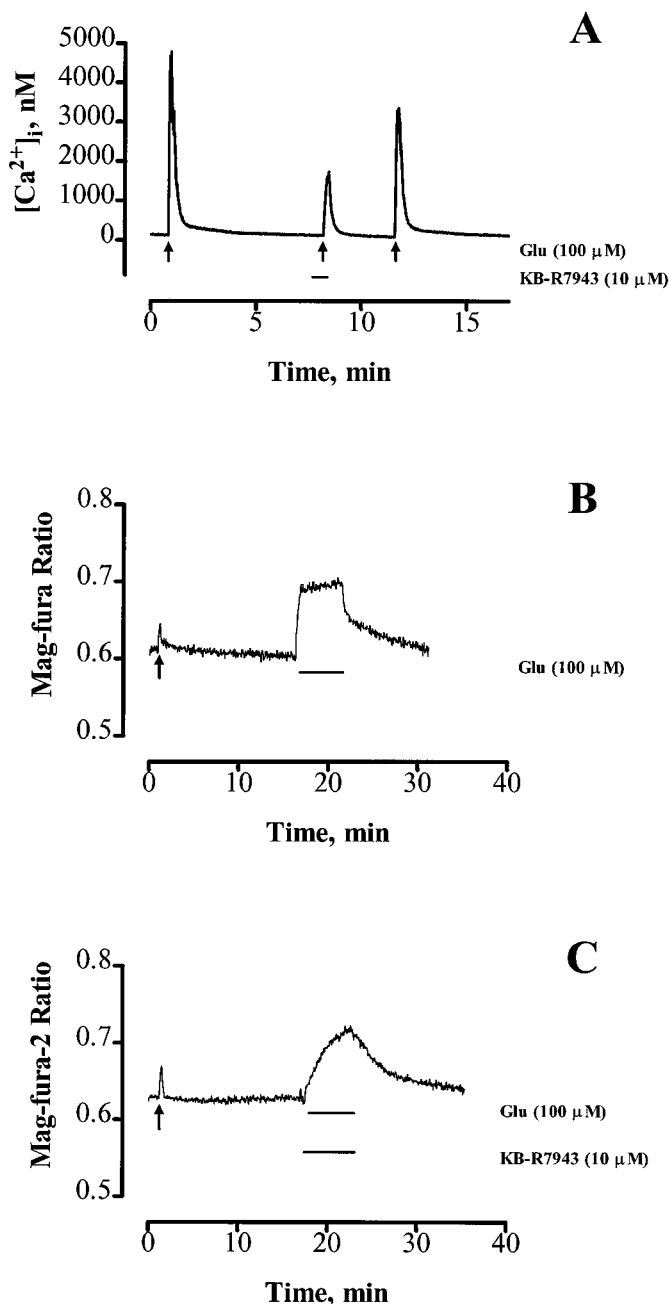 A
5000
4000
3000
2000
1000
0
[Ca²⁺]ᵢ, nM
Glu (100 μM)
KB-R7943 (10 μM)
0 5 10 15
Time, min
B
0.8
0.7
0.6
0.5
Mag-fura Ratio
Glu (100 μM)
0 10 20 30 40
Time, min
C
0.8
0.7
0.6
0.5
Mag-fura-2 Ratio
Glu (100 μM)
KB-R7943 (10 μM)
0 10 20 30 40
Time, min